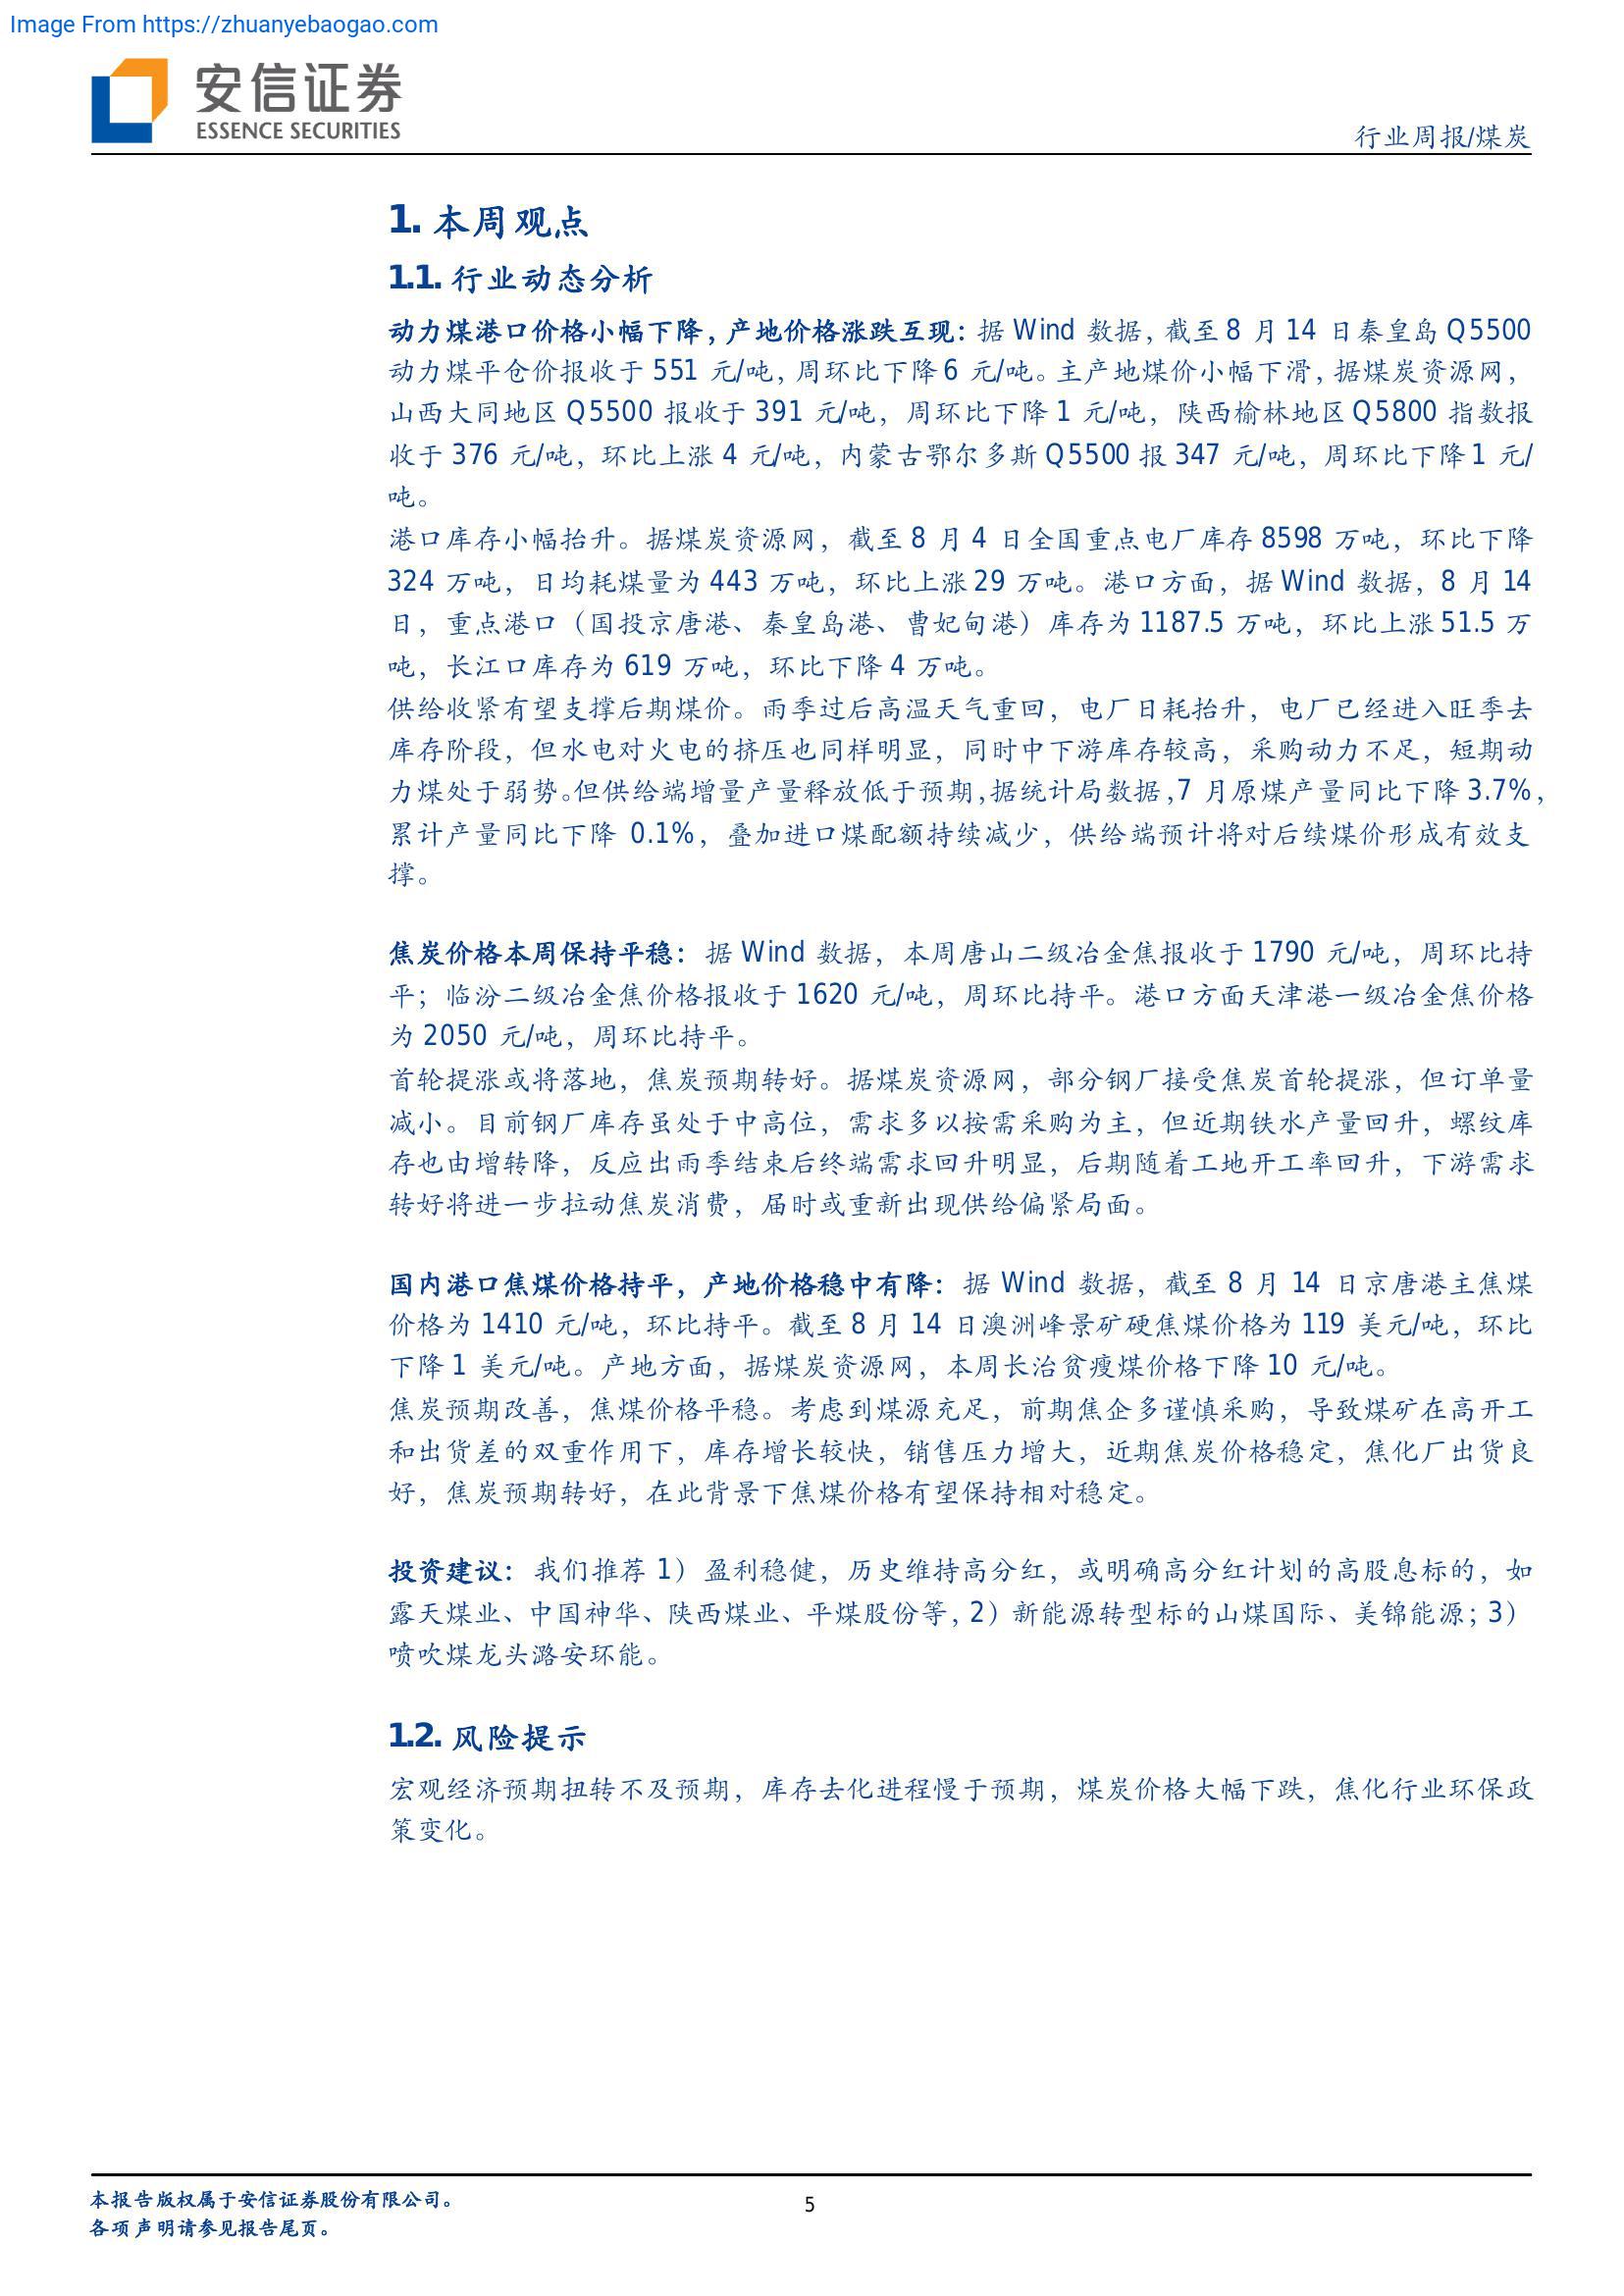 Image From https://zhuanyebaogao.com
安信证券
ESSENCE SECURITIES
行业周报/煤炭
1. 本周观点
1.1. 行业动态分析
动力煤港口价格小幅下降，产地价格涨跌互现：据 Wind 数据，截至 8 月 14 日秦皇岛 Q5500
动力煤平仓价报收于 551 元/吨，周环比下降 6 元/吨。主产地煤价小幅下滑，据煤炭资源网，
山西大同地区 Q5500 报收于 391 元/吨，周环比下降 1 元/吨，陕西榆林地区 Q5800 指数报
收于 376 元/吨，环比上涨 4 元/吨，内蒙古鄂尔多斯 Q5500 报 347 元/吨，周环比下降 1 元/
吨。
港口库存小幅抬升。据煤炭资源网，截至 8 月 4 日全国重点电厂库存 8598 万吨，环比下降
324 万吨，日均耗煤量为 443 万吨，环比上涨 29 万吨。港口方面，据 Wind 数据，8 月 14
日，重点港口（国投京唐港、秦皇岛港、曹妃甸港）库存为 1187.5 万吨，环比上涨 51.5 万
吨，长江口库存为 619 万吨，环比下降 4 万吨。
供给收紧有望支撑后期煤价。雨季过后高温天气重回，电厂日耗抬升，电厂已经进入旺季去
库存阶段，但水电对火电的挤压也同样明显，同时中下游库存较高，采购动力不足，短期动
力煤处于弱势。但供给端增量产量释放低于预期，据统计局数据，7 月原煤产量同比下降 3.7%，
累计产量同比下降 0.1%，叠加进口煤配额持续减少，供给端预计将对后续煤价形成有效支
撑。
焦炭价格本周保持平稳：据 Wind 数据，本周唐山二级冶金焦报收于 1790 元/吨，周环比持
平；临汾二级冶金焦价格报收于 1620 元/吨，周环比持平。港口方面天津港一级冶金焦价格
为 2050 元/吨，周环比持平。
首轮提涨或将落地，焦炭预期转好。据煤炭资源网，部分钢厂接受焦炭首轮提涨，但订单量
减小。目前钢厂库存虽处于中高位，需求多以按需采购为主，但近期铁水产量回升，螺纹库
存也由增转降，反应出雨季结束后终端需求回升明显，后期随着工地开工率回升，下游需求
转好将进一步拉动焦炭消费，届时或重新出现供给偏紧局面。
国内港口焦煤价格持平，产地价格稳中有降：据 Wind 数据，截至 8 月 14 日京唐港主焦煤
价格为 1410 元/吨，环比持平。截至 8 月 14 日澳洲峰景矿硬焦煤价格为 119 美元/吨，环比
下降 1 美元/吨。产地方面，据煤炭资源网，本周长治贫瘦煤价格下降 10 元/吨。
焦炭预期改善，焦煤价格平稳。考虑到煤源充足，前期焦企多谨慎采购，导致煤矿在高开工
和出货差的双重作用下，库存增长较快，销售压力增大，近期焦炭价格稳定，焦化厂出货良
好，焦炭预期转好，在此背景下焦煤价格有望保持相对稳定。
投资建议：我们推荐 1）盈利稳健，历史维持高分红，或明确高分红计划的高股息标的，如
露天煤业、中国神华、陕西煤业、平煤股份等，2）新能源转型标的山煤国际、美锦能源；3）
喷吹煤龙头潞安环能。
1.2. 风险提示
宏观经济预期扭转不及预期，库存去化进程慢于预期，煤炭价格大幅下跌，焦化行业环保政
策变化。
本报告版权属于安信证券股份有限公司。
各项声明请参见报告尾页。
5